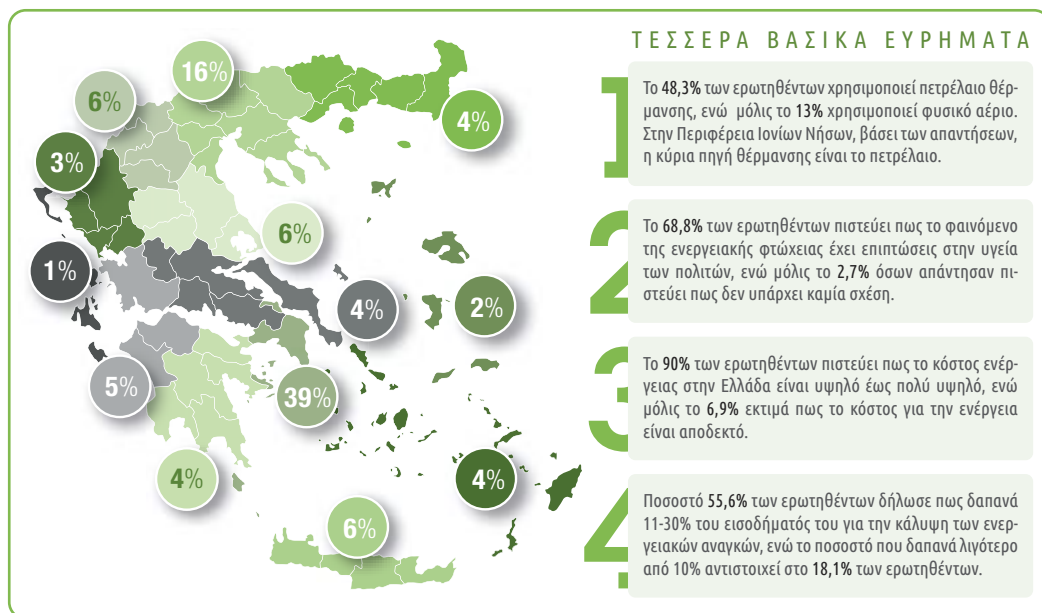 16%
6%
4%
3%
6%
1%
4%
2%
5%
39%
4%
4%
6%
ΤΕΣΣΕΡΑ ΒΑΣΙΚΑ ΕΥΡΗΜΑΤΑ
1
Το 48,3% των ερωτηθέντων χρησιμοποιεί πετρέλαιο θέρ-
μανσης, ενώ μόλις το 13% χρησιμοποιεί φυσικό αέριο.
Στην Περιφέρεια Ιονίων Νήσων, βάσει των απαντήσεων,
η κύρια πηγή θέρμανσης είναι το πετρέλαιο.
2
Το 68,8% των ερωτηθέντων πιστεύει πως το φαινόμενο
της ενεργειακής φτώχειας έχει επιπτώσεις στην υγεία
των πολιτών, ενώ μόλις το 2,7% όσων απάντησαν πι-
στεύει πως δεν υπάρχει καμία σχέση.
3
Το 90% των ερωτηθέντων πιστεύει πως το κόστος ενέρ-
γειας στην Ελλάδα είναι υψηλό έως πολύ υψηλό, ενώ
μόλις το 6,9% εκτιμά πως το κόστος για την ενέργεια
είναι αποδεκτό.
4
Ποσοστό 55,6% των ερωτηθέντων δήλωσε πως δαπανά
11-30% του εισοδήματός του για την κάλυψη των ενερ-
γειακών αναγκών, ενώ το ποσοστό που δαπανά λιγότερο
από 10% αντιστοιχεί στο 18,1% των ερωτηθέντων.